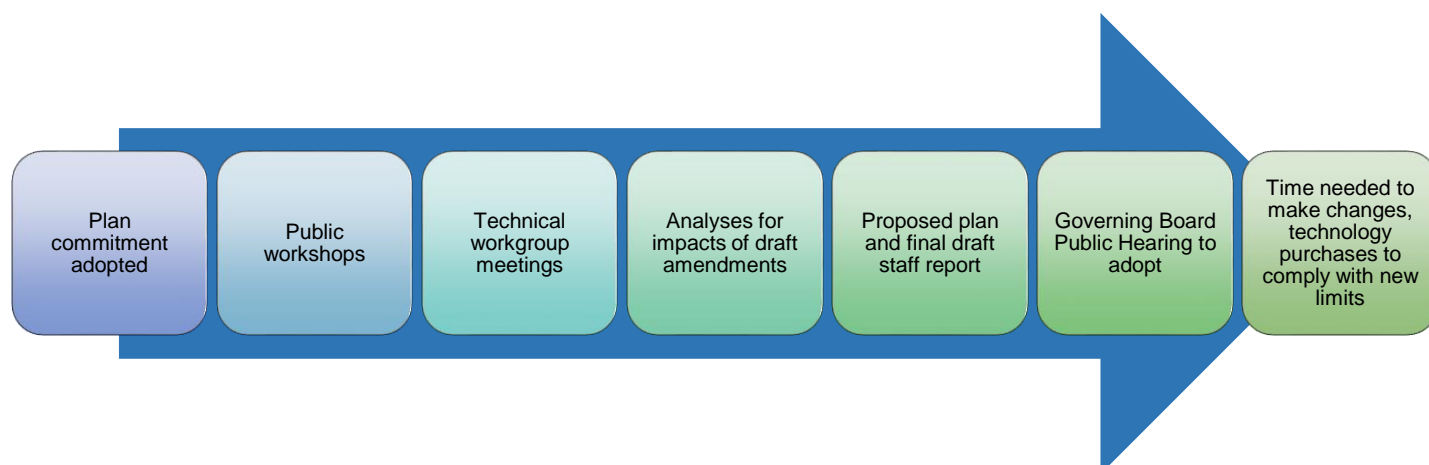 Plan
commitment
adopted
Public
workshops
Technical
workgroup
meetings
Analyses for
impacts of draft
amendments
Proposed plan
and final draft
staff report
Governing Board
Public Hearing to
adopt
Time needed to
make changes,
technology
purchases to
comply with new
limits